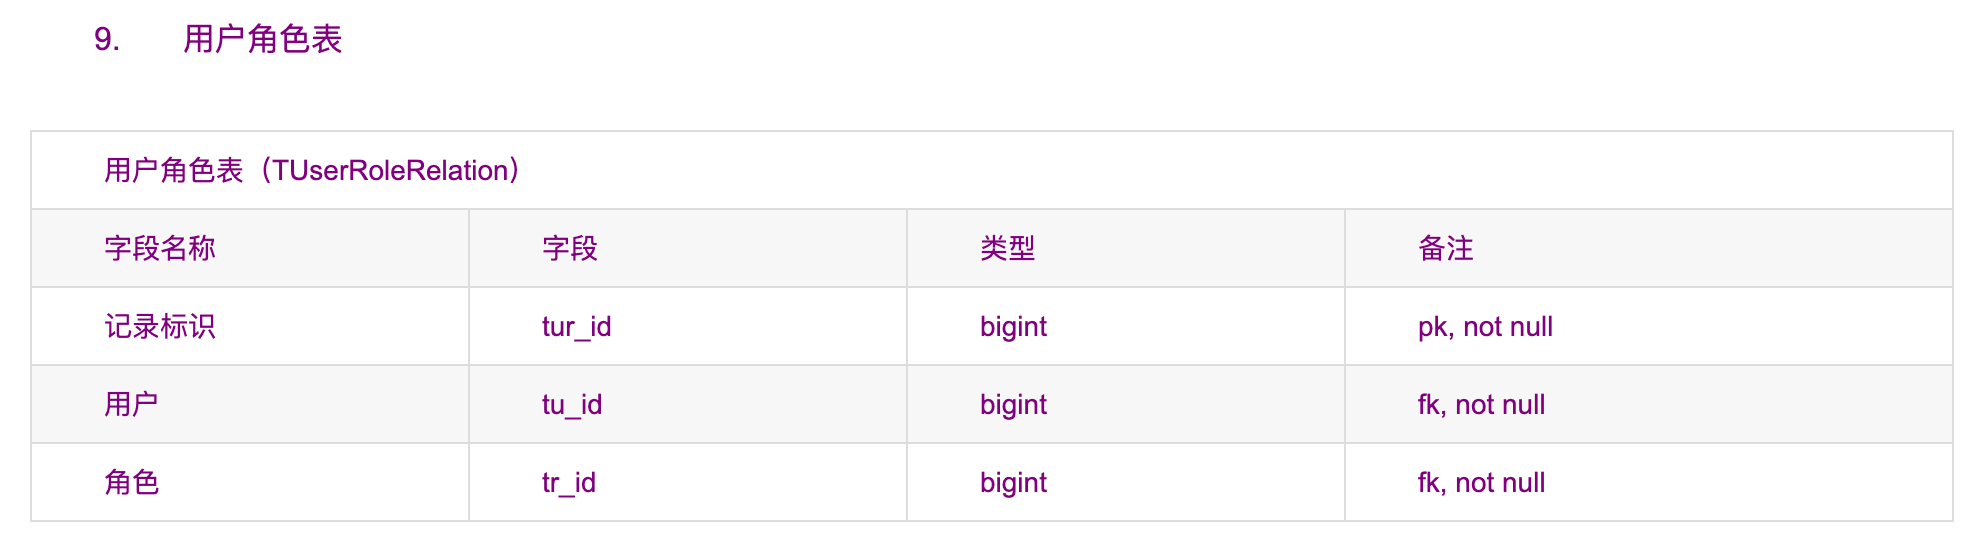 9. 用户角色表
用户角色表（TUserRoleRelation）
字段名称 字段 类型 备注
记录标识 tur_id bigint pk, not null
用户 tu_id bigint fk, not null
角色 tr_id bigint fk, not null